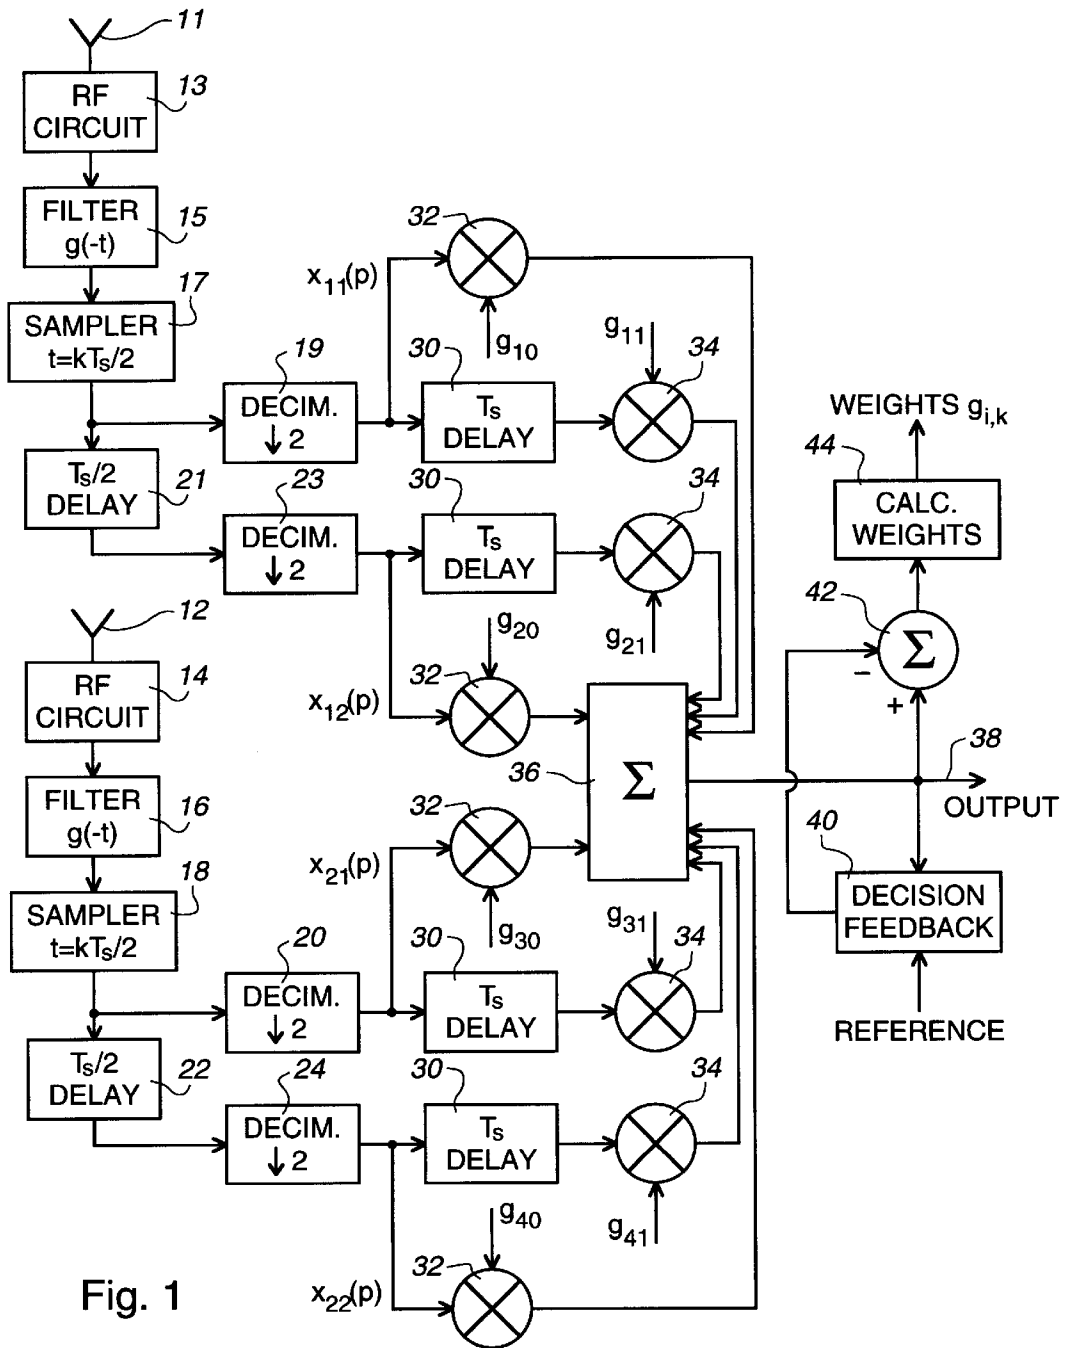 11
RF
CIRCUIT
13
FILTER
g(-t)
15
SAMPLER
t=kTs/2
17
Ts/2
DELAY
21
DECIM.
↓ 2
19
DECIM.
↓ 2
23
x11(p)
32
g10
30
Ts
DELAY
g11
34
30
Ts
DELAY
34
g21
g20
x12(p)
32
12
RF
CIRCUIT
14
FILTER
g(-t)
16
SAMPLER
t=kTs/2
18
Ts/2
DELAY
22
DECIM.
↓ 2
20
DECIM.
↓ 2
24
x21(p)
32
g30
30
Ts
DELAY
g31
34
30
Ts
DELAY
34
g41
g40
x22(p)
32
36
Σ
WEIGHTS gi,k
44
CALC.
WEIGHTS
42
Σ
−
+
38
OUTPUT
40
DECISION
FEEDBACK
REFERENCE
Fig. 1